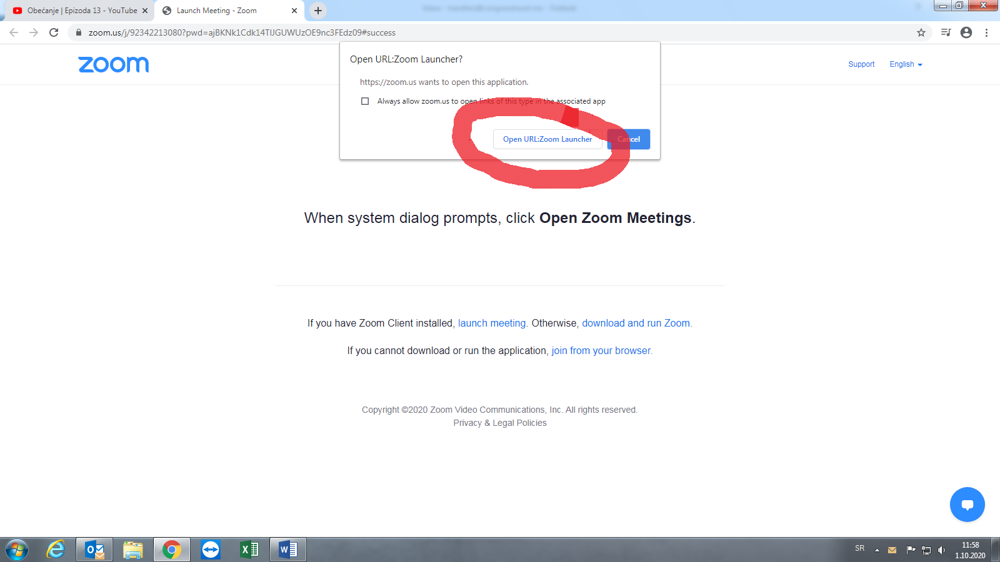 Obećanje | Epizoda 13 - YouTube
Launch Meeting - Zoom
zoom.us/j/92342213080?pwd=ajBKNk1Cdk14TlJGUWUzOE9nc3FEdz09#success
zoom
Support
English
Open URL:Zoom Launcher?
https://zoom.us wants to open this application.
Always allow zoom.us to open links of this type in the associated app
Open URL:Zoom Launcher
Cancel
When system dialog prompts, click Open Zoom Meetings.
If you have Zoom Client installed, launch meeting. Otherwise, download and run Zoom.
If you cannot download or run the application, join from your browser.
Copyright ©2020 Zoom Video Communications, Inc. All rights reserved.
Privacy & Legal Policies
SR
11:58
1.10.2020